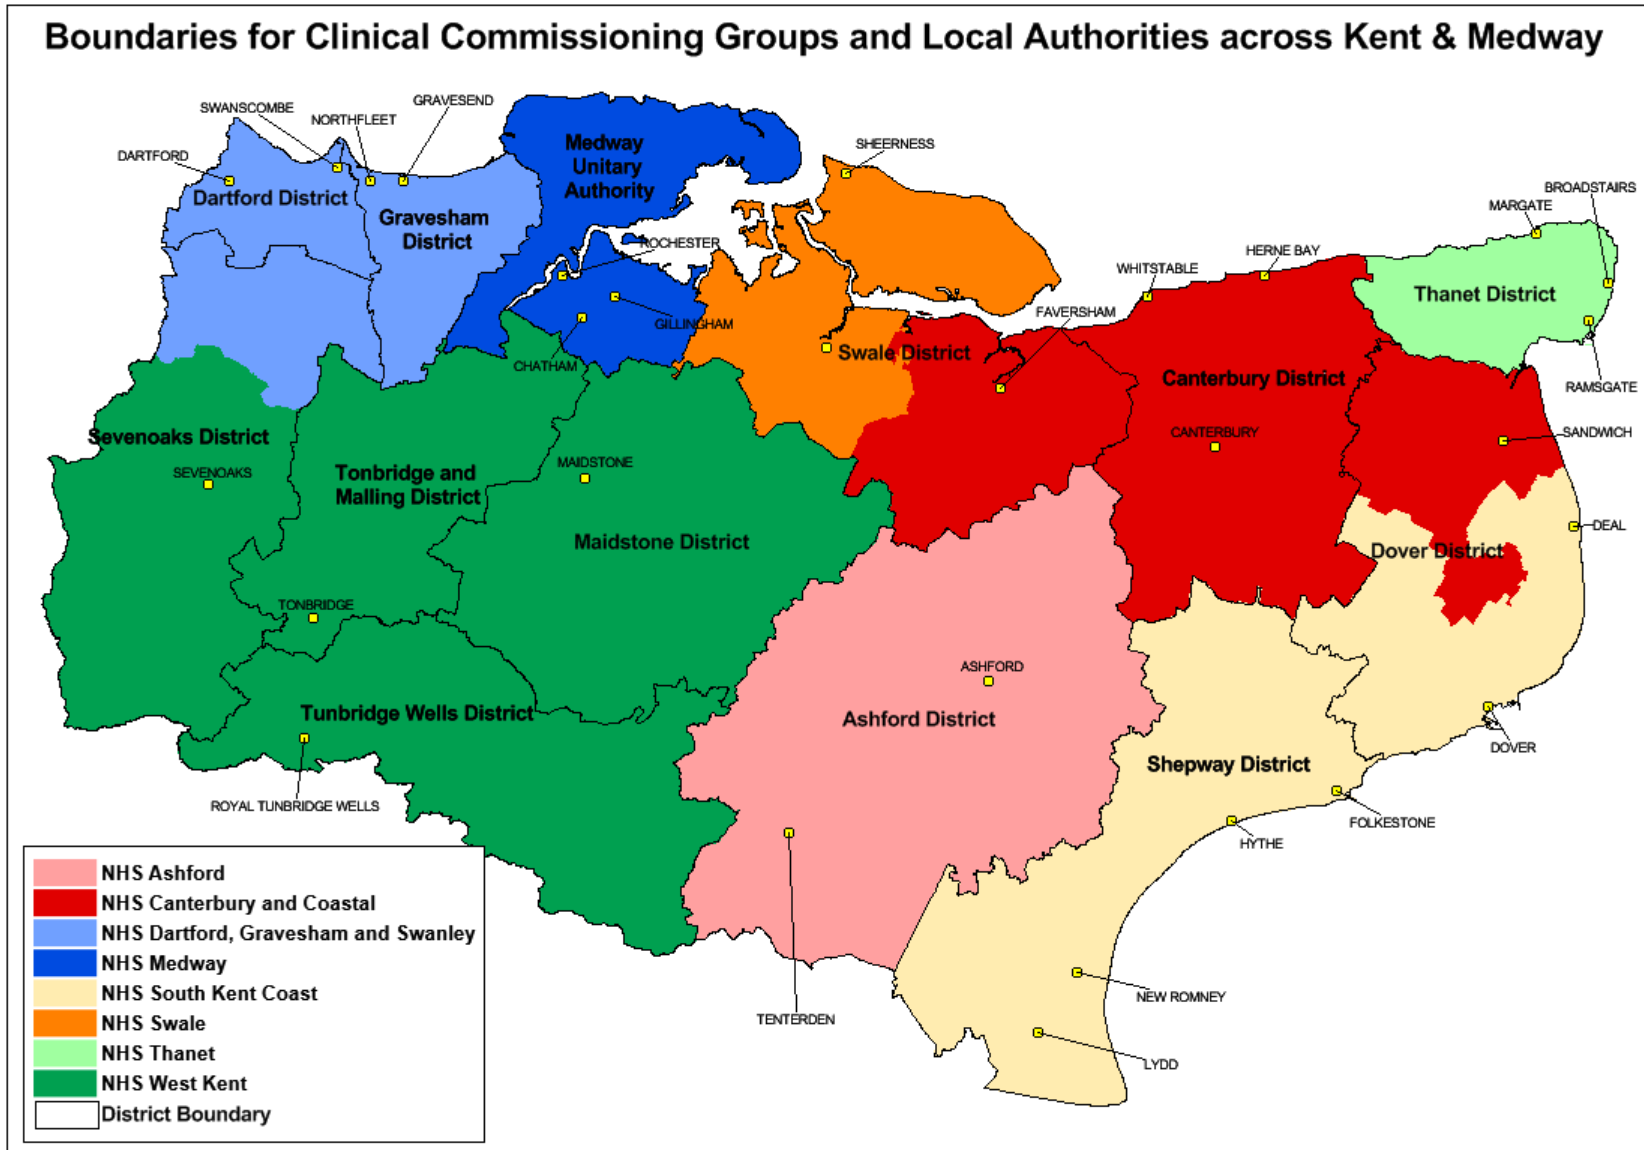 Boundaries for Clinical Commissioning Groups and Local Authorities across Kent & Medway
SWANSCOMBE
NORTHFLEET
GRAVESEND
DARTFORD
Dartford District
Gravesham
District
Medway
Unitary
Authority
SHEERNESS
ROCHESTER
GILLINGHAM
CHATHAM
Swale District
FAVERSHAM
WHITSTABLE
HERNE BAY
MARGATE
BROADSTAIRS
Thanet District
RAMSGATE
Canterbury District
CANTERBURY
SANDWICH
DEAL
Dover District
DOVER
Sevenoaks District
SEVENOAKS
Tonbridge and
Malling District
MAIDSTONE
Maidstone District
TONBRIDGE
Tunbridge Wells District
ROYAL TUNBRIDGE WELLS
ASHFORD
Ashford District
TENTERDEN
Shepway District
FOLKESTONE
HYTHE
NEW ROMNEY
LYDD
NHS Ashford
NHS Canterbury and Coastal
NHS Dartford, Gravesham and Swanley
NHS Medway
NHS South Kent Coast
NHS Swale
NHS Thanet
NHS West Kent
District Boundary